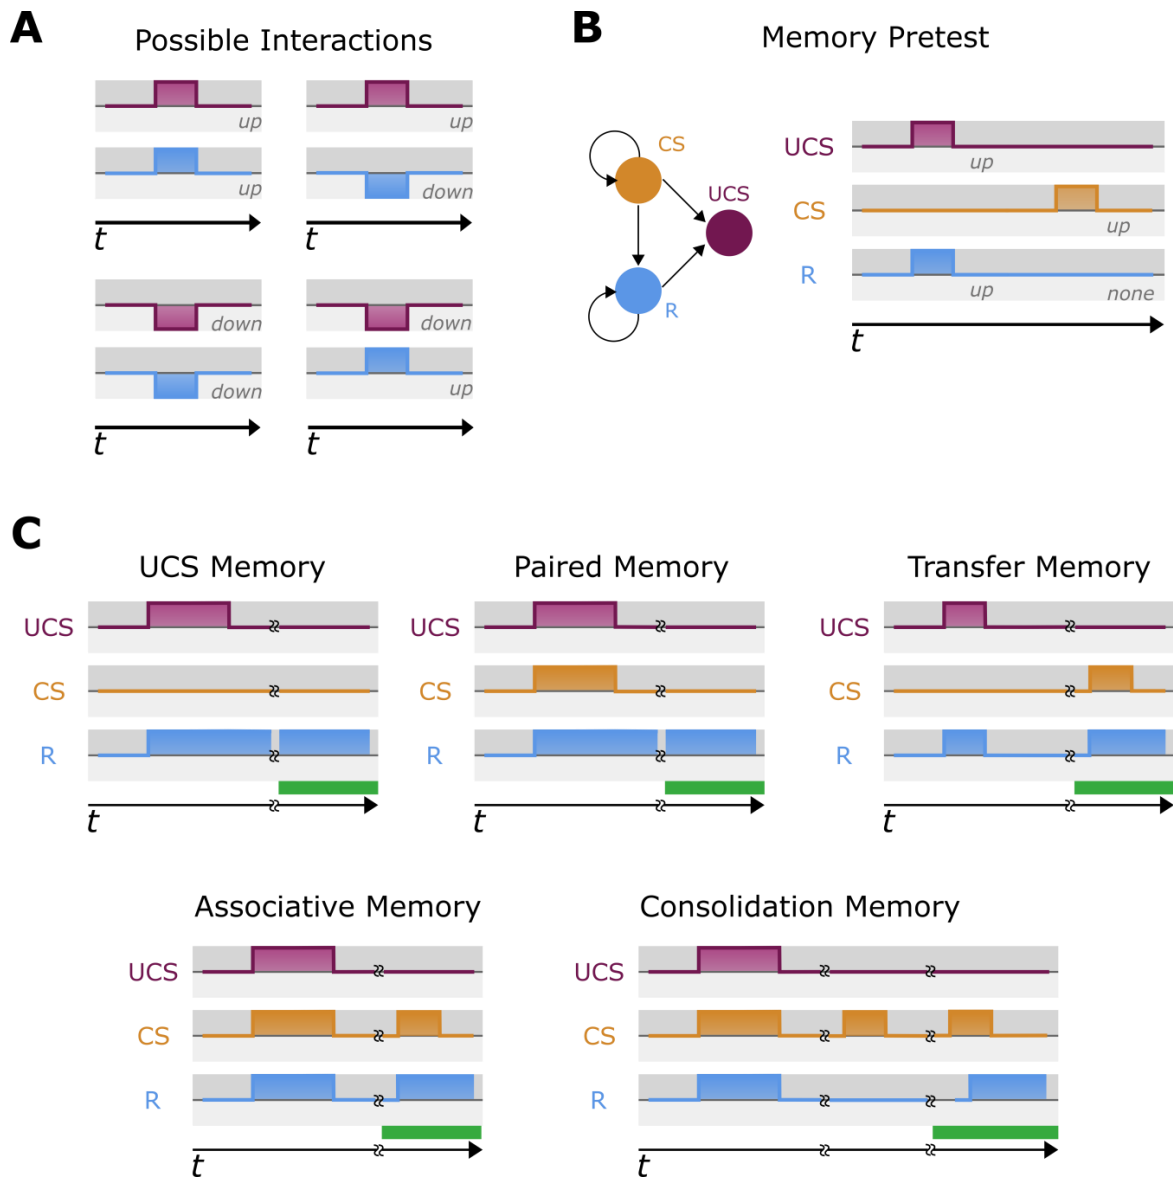 A
Possible Interactions
up
up
up
down
t
t
down
down
down
up
t
t
B
Memory Pretest
CS
UCS
R
UCS
up
CS
up
R
up
none
t
C
UCS Memory
UCS
CS
R
t
Paired Memory
UCS
CS
R
t
Transfer Memory
UCS
CS
R
t
Associative Memory
UCS
CS
R
t
Consolidation Memory
UCS
CS
R
t